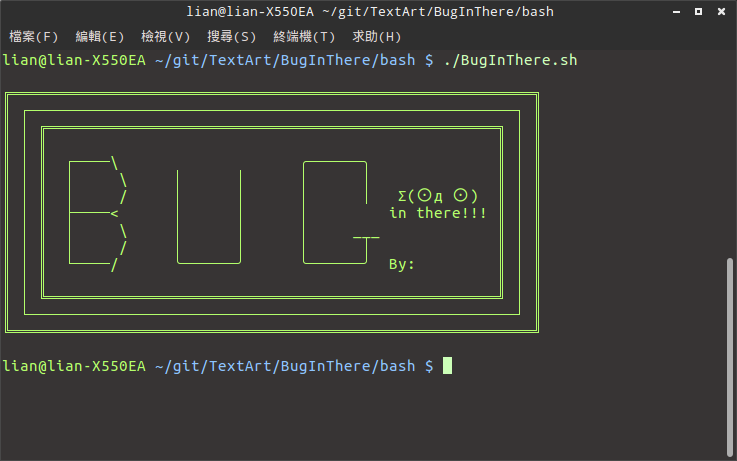 lian@lian-X550EA ~/git/TextArt/BugInThere/bash
檔案(F) 編輯(E) 檢視(V) 搜尋(S) 終端機(T) 求助(H)
lian@lian-X550EA ~/git/TextArt/BugInThere/bash $ ./BugInThere.sh
BUG
Σ(⊙д ⊙)
in there!!!
By:
lian@lian-X550EA ~/git/TextArt/BugInThere/bash $